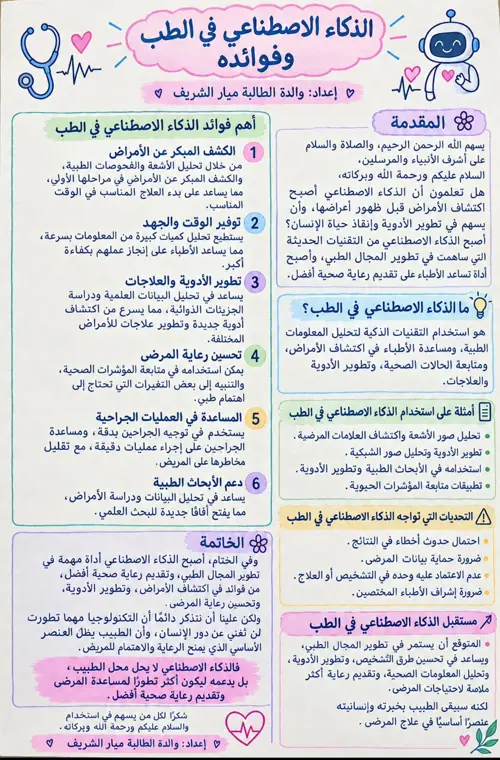 الذكاء الاصطناعي في الطب
وفوائده
إعداد: والدة الطالبة ميار الشريف
المقدمة
يسهم الله الرحمن الرحيم، والصلاة والسلام
على أشرف الأنبياء والمرسلين،
السلام عليكم ورحمة الله وبركاته،
هل تعلمون أن الذكاء الاصطناعي أصبح
اكتشاف الأمراض قبل ظهور أعراضها، وأن
يسهم في تطوير الأدوية وإنقاذ حياة الإنسان؟
أصبح الذكاء الاصطناعي من التقنيات الحديثة
التي ساهمت في تطوير المجال الطبي، وأصبح
أداة تساعد الأطباء على تقديم رعاية صحية أفضل.
ما الذكاء الاصطناعي في الطب؟
هو استخدام التقنيات الذكية لتحليل المعلومات
الطبية، ومساعدة الأطباء في اكتشاف الأمراض،
ومتابعة الحالات الصحية، وتطوير الأدوية
والعلاجات.
أمثلة على استخدام الذكاء الاصطناعي في الطب
• تحليل صور الأشعة واكتشاف العلامات المرضية.
• تطوير الأدوية وتحليل صور الشبكية.
• استخدامه في الأبحاث الطبية وتطوير الأدوية.
• تطبيقات متابعة المؤشرات الحيوية.
التحديات التي تواجه الذكاء الاصطناعي في الطب
• احتمال حدوث أخطاء في النتائج.
• ضرورة حماية بيانات المرضى.
• عدم الاعتماد عليه وحده في التشخيص أو العلاج.
• ضرورة إشراف الأطباء المختصين.
مستقبل الذكاء الاصطناعي في الطب
• المتوقع أن يستمر في تطوير المجال الطبي،
ويساعد في تحسين طرق التشخيص، وتطوير الأدوية،
وتحليل المعلومات الصحية، وتقديم رعاية أكثر
ملاءمة لاحتياجات المرضى.
لكنه سيبقى الطبيب بخبرته وإنسانيته
عنصرًا أساسيًا في علاج المرضى.
أهم فوائد الذكاء الاصطناعي في الطب
1 الكشف المبكر عن الأمراض
من خلال تحليل الأشعة والفحوصات الطبية،
والكشف المبكر عن الأمراض في مراحلها الأولي،
مما يساعد على بدء العلاج المناسب في الوقت
المناسب.
2 توفير الوقت والجهد
يستطيع تحليل كميات كبيرة من المعلومات بسرعة،
مما يساعد الأطباء على إنجاز عملهم بكفاءة
أكبر.
3 تطوير الأدوية والعلاجات
يساعد في تحليل البيانات العلمية ودراسة
الجزيئات الذوائية، مما يسرع من اكتشاف
أدوية جديدة وتطوير علاجات للأمراض
المختلفة.
4 تحسين رعاية المرضى
يمكن استخدامه في متابعة المؤشرات الصحية،
والتنبيه إلى بعض التغيرات التي تحتاج إلى
اهتمام طبي.
5 المساعدة في العمليات الجراحية
يستخدم في توجيه الجراحين بدقة، ومساعدة
الجراجين على إجراء عمليات دقيقة، مع تقليل
مخاطرها على المريض.
6 دعم الأبحاث الطبية
يساعد في تحليل البيانات ودراسة الأمراض،
مما يفتح آفاقًا جديدة للبحث العلمي.
الخاتمة
وفي الختام، أصبح الذكاء الاصطناعي أداة مهمة في
تطوير المجال الطبي، وتقديم رعاية صحية أفضل،
من فوائد في اكتشاف الأمراض، وتطوير الأدوية،
وتحسين رعاية المرضى.
ولكن علينا أن نتذكر دائمًا أن التكنولوجيا مهما تطورت
لن تُغني عن دور الإنسان، وأن الطبيب يظل العنصر
الأساسي الذي يمنح الرعاية والاهتمام للمريض.
فالذكاء الاصطناعي لا يحل محل الطبيب،
بل يدعمه ليكون أكثر تطورًا لمساعدة المرضى
وتقديم رعاية صحية أفضل.
شكرًا لكل من يسهم في استخدام
والسلام عليكم ورحمة الله وبركاته.
إعداد: والدة الطالبة ميار الشريف